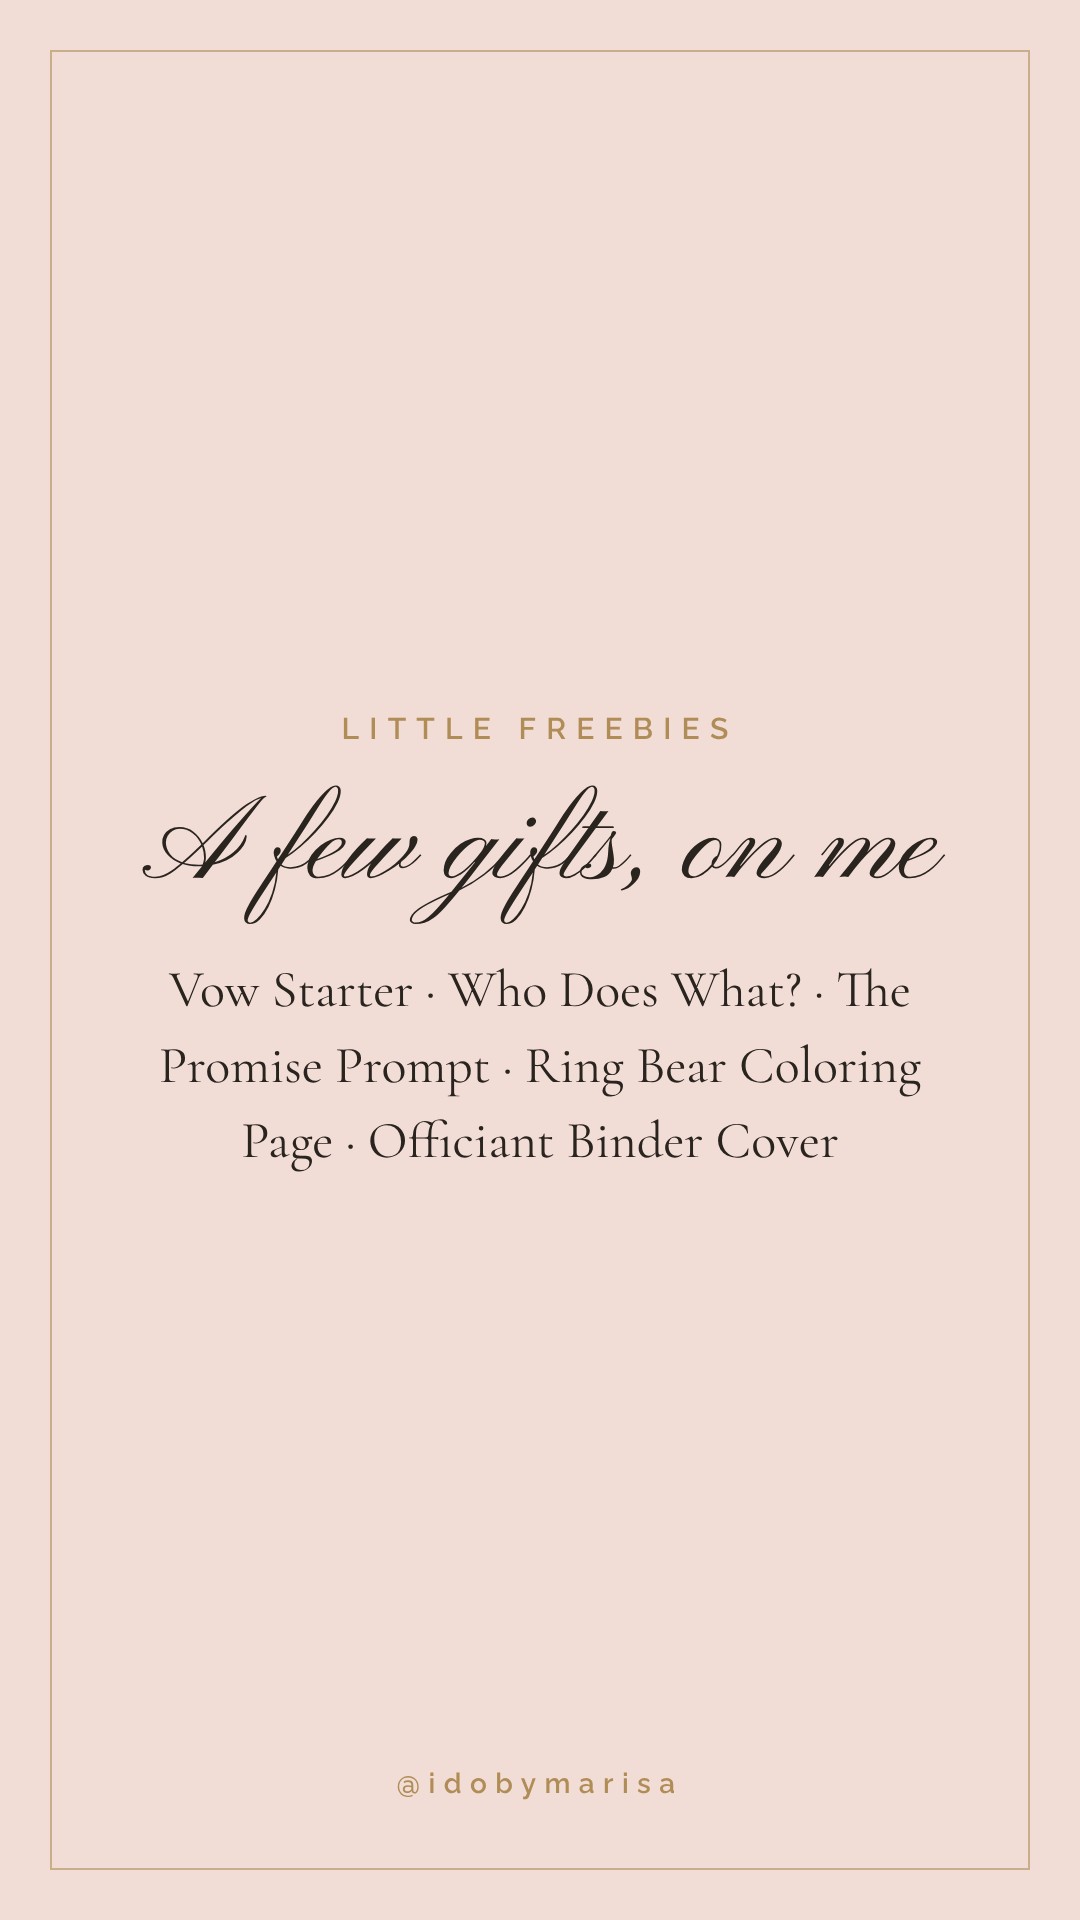 LITTLE FREEBIES
A few gifts, on me
Vow Starter · Who Does What? · The
Promise Prompt · Ring Bear Coloring
Page · Officiant Binder Cover
@idobymarisa